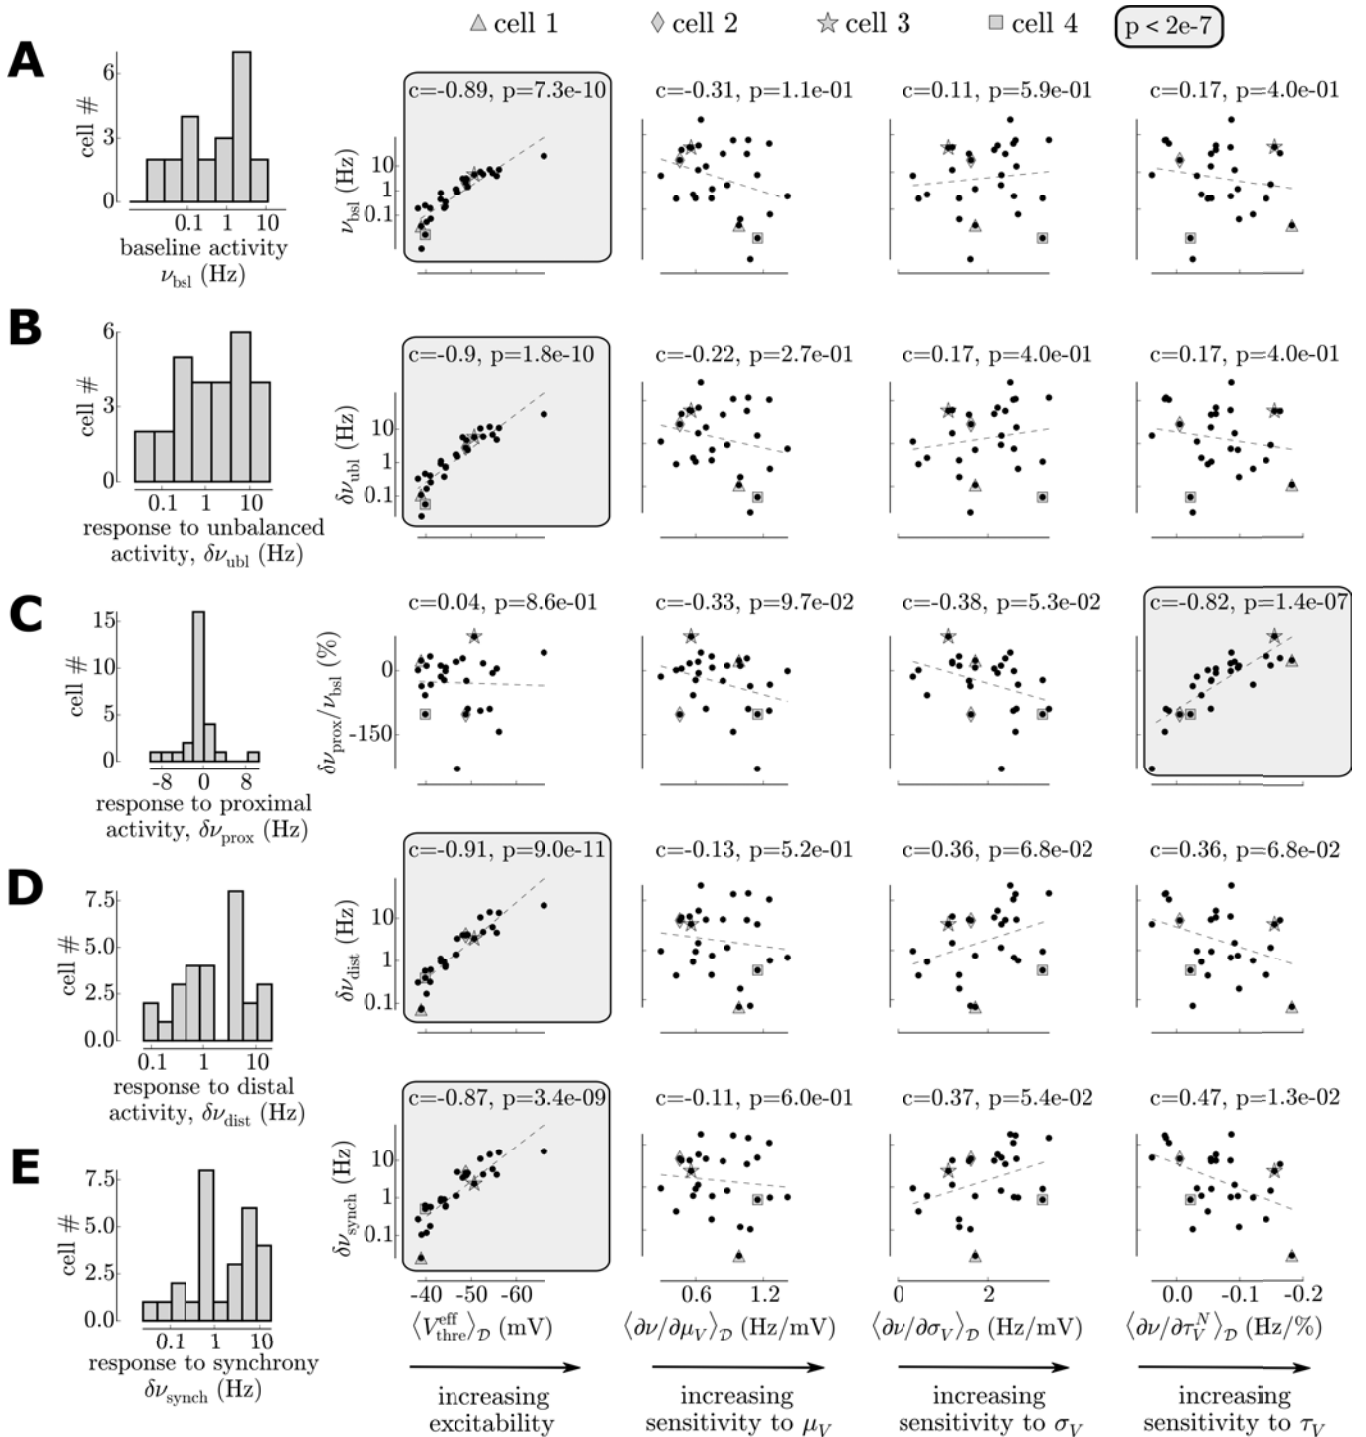 cell 1 cell 2 cell 3 cell 4 p < 2e-7
A
6
3
0
cell #
0.1 1 10
baseline activity
ν_bsl (Hz)
c=-0.89, p=7.3e-10
c=-0.31, p=1.1e-01
c=0.11, p=5.9e-01
c=0.17, p=4.0e-01
10
1
0.1
ν_bsl (Hz)
B
6
3
0
cell #
0.1 1 10
response to unbalanced
activity, δν_ubl (Hz)
c=-0.9, p=1.8e-10
c=-0.22, p=2.7e-01
c=0.17, p=4.0e-01
c=0.17, p=4.0e-01
10
1
0.1
δν_ubl (Hz)
C
15
10
5
0
cell #
-8 0 8
response to proximal
activity, δν_prox (Hz)
c=0.04, p=8.6e-01
c=-0.33, p=9.7e-02
c=-0.38, p=5.3e-02
c=-0.82, p=1.4e-07
0
-150
δν_prox/ν_bsl (%)
D
7.5
5.0
2.5
0.0
cell #
0.1 1 10
response to distal
activity, δν_dist (Hz)
c=-0.91, p=9.0e-11
c=-0.13, p=5.2e-01
c=0.36, p=6.8e-02
c=0.36, p=6.8e-02
10
1
0.1
δν_dist (Hz)
E
7.5
5.0
2.5
0.0
cell #
0.1 1 10
response to synchrony
δν_synch (Hz)
c=-0.87, p=3.4e-09
c=-0.11, p=6.0e-01
c=0.37, p=5.4e-02
c=0.47, p=1.3e-02
10
1
0.1
δν_synch (Hz)
-40 -50 -60
⟨V_thre^eff⟩_𝒟 (mV)
increasing
excitability
0.6 1.2
⟨∂ν/∂μ_V⟩_𝒟 (Hz/mV)
increasing
sensitivity to μ_V
0 2
⟨∂ν/∂σ_V⟩_𝒟 (Hz/mV)
increasing
sensitivity to σ_V
0.0 -0.1 -0.2
⟨∂ν/∂τ_V^N⟩_𝒟 (Hz/%)
increasing
sensitivity to τ_V